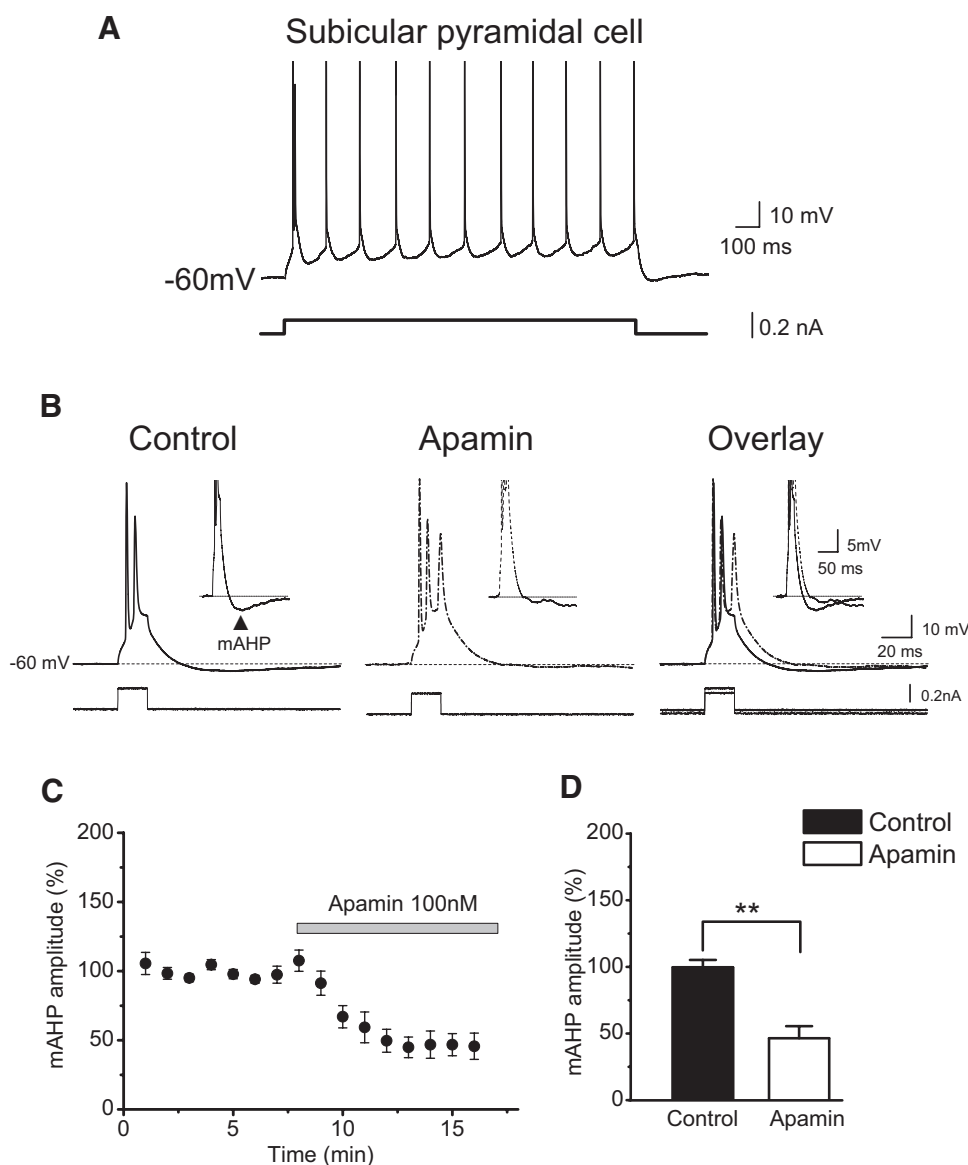 A
Subicular pyramidal cell
10 mV
100 ms
-60mV
0.2 nA
B
Control
Apamin
Overlay
mAHP
5mV
50 ms
10 mV
20 ms
-60 mV
0.2nA
C
200
150
100
50
0
mAHP amplitude (%)
Apamin 100nM
0
5
10
15
Time (min)
D
Control
Apamin
200
150
100
50
0
mAHP amplitude (%)
**
Control
Apamin